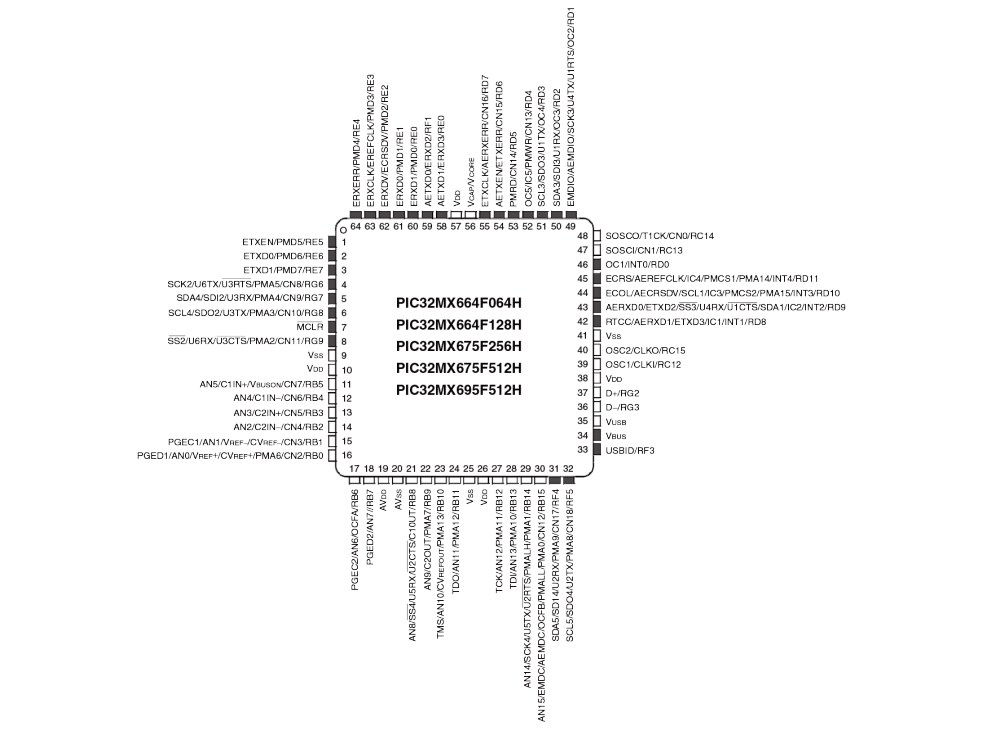 ERXERR/PMD4/RE4
ERXCLK/EREFCLK/PMD3/RE3
ERXDV/ECRSDV/PMD2/RE2
ERXD0/PMD1/RE1
ERXD1/PMD0/RE0
AETXD0/ERXD2/RF1
AETXD1/ERXD3/RE0
VDD
VCAP/VCORE
ETXCLK/AERXERR/CN16/RD7
AETXEN/ETXERR/CN15/RD6
PMRD/CN14/RD5
OC5/IC5/PMWR/CN13/RD4
SCL3/SDO3/U1TX/OC4/RD3
SDA3/SDI3/U1RX/OC3/RD2
EMDIO/AEMDIO/SCK3/U4TX/U1RTS/OC2/RD1
64 63 62 61 60 59 58 57 56 55 54 53 52 51 50 49
ETXEN/PMD5/RE5 1
ETXD0/PMD6/RE6 2
ETXD1/PMD7/RE7 3
SCK2/U6TX/U3RTS/PMA5/CN8/RG6 4
SDA4/SDI2/U3RX/PMA4/CN9/RG7 5
SCL4/SDO2/U3TX/PMA3/CN10/RG8 6
MCLR 7
SS2/U6RX/U3CTS/PMA2/CN11/RG9 8
VSS 9
VDD 10
AN5/C1IN+/VBUSON/CN7/RB5 11
AN4/C1IN–/CN6/RB4 12
AN3/C2IN+/CN5/RB3 13
AN2/C2IN–/CN4/RB2 14
PGEC1/AN1/VREF–/CVREF–/CN3/RB1 15
PGED1/AN0/VREF+/CVREF+/PMA6/CN2/RB0 16
PIC32MX664F064H
PIC32MX664F128H
PIC32MX675F256H
PIC32MX675F512H
PIC32MX695F512H
48 SOSCO/T1CK/CN0/RC14
47 SOSCI/CN1/RC13
46 OC1/INT0/RD0
45 ECRS/AEREFCLK/IC4/PMCS1/PMA14/INT4/RD11
44 ECOL/AECRSDV/SCL1/IC3/PMCS2/PMA15/INT3/RD10
43 AERXD0/ETXD2/SS3/U4RX/U1CTS/SDA1/IC2/INT2/RD9
42 RTCC/AERXD1/ETXD3/IC1/INT1/RD8
41 VSS
40 OSC2/CLKO/RC15
39 OSC1/CLKI/RC12
38 VDD
37 D+/RG2
36 D–/RG3
35 VUSB
34 VBUS
33 USBID/RF3
17 18 19 20 21 22 23 24 25 26 27 28 29 30 31 32
PGEC2/AN6/OCFA/RB6
PGED2/AN7//RB7
AVDD
AVSS
AN8/SS4/U5RX/U2CTS/C1OUT/RB8
AN9/C2OUT/PMA7/RB9
TMS/AN10/CVREFOUT/PMA13/RB10
TDO/AN11/PMA12/RB11
VSS
VDD
TCK/AN12/PMA11/RB12
TDI/AN13/PMA10/RB13
AN14/SCK4/U5TX/U2RTS/PMALH/PMA1/RB14
AN15/EMDC/AEMDC/OCFB/PMALL/PMA0/CN12/RB15
SDA5/SD14/U2RX/PMA9/CN17/RF4
SCL5/SDO4/U2TX/PMA8/CN18/RF5